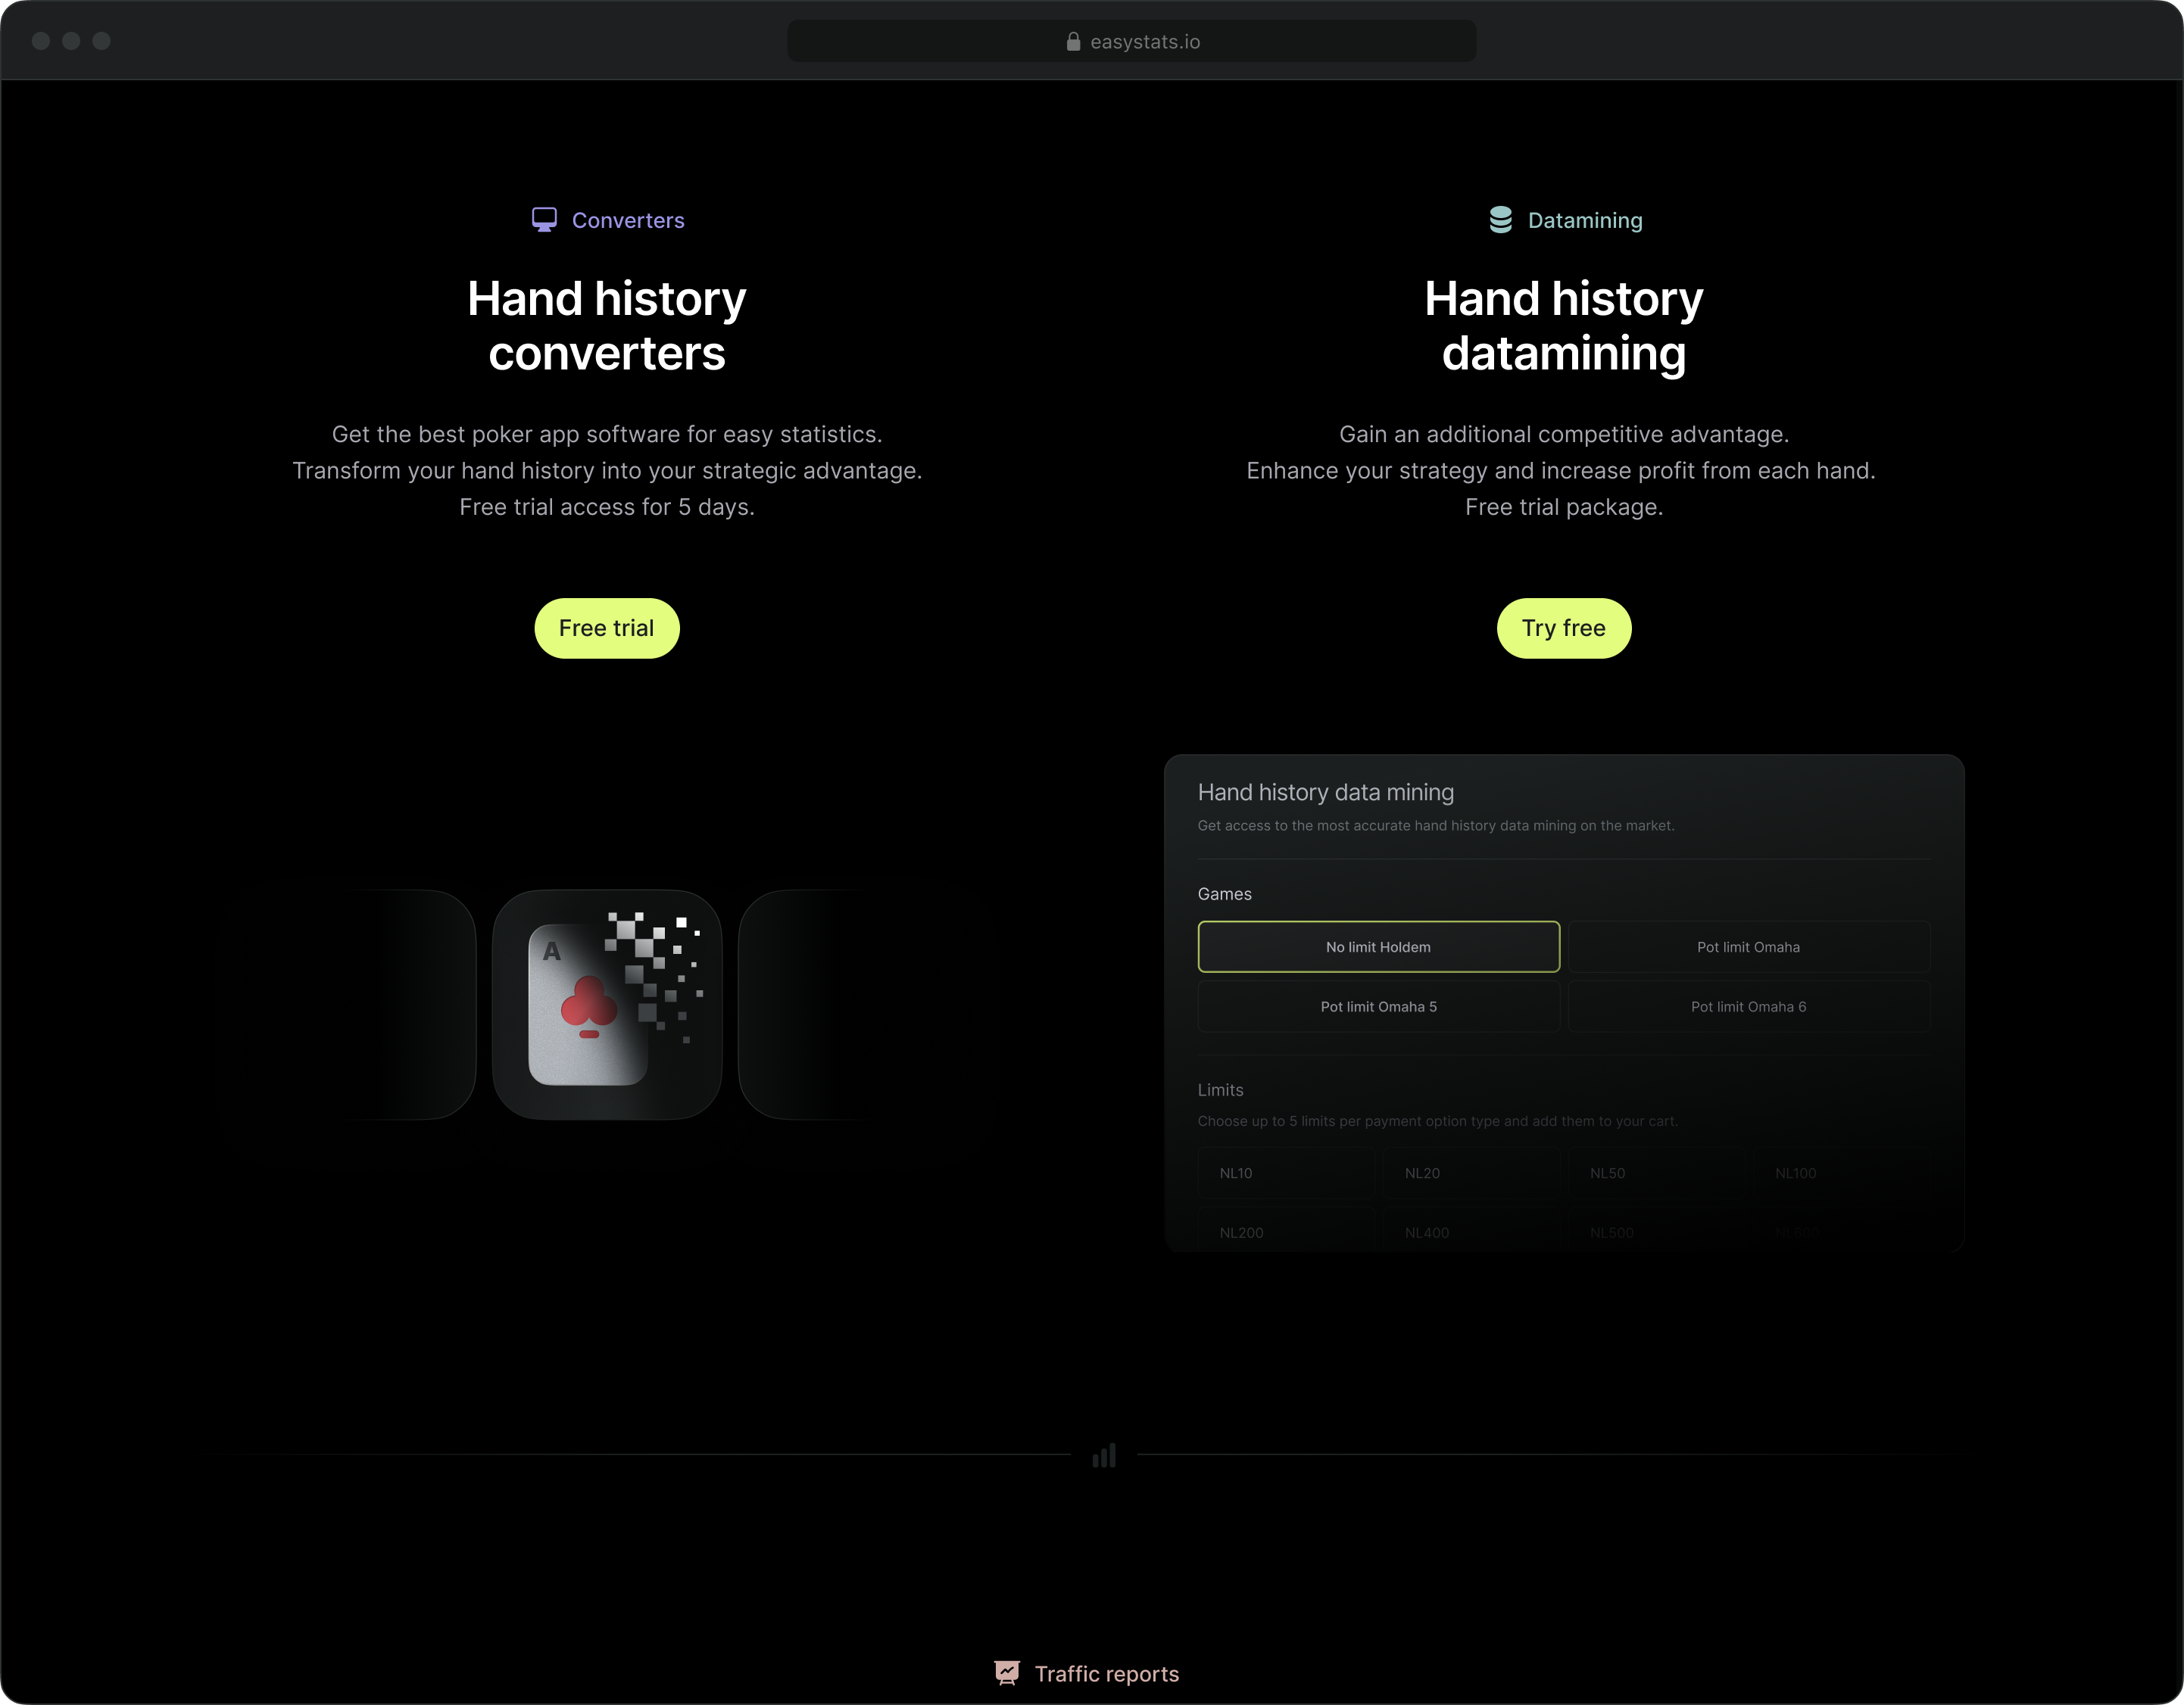 easystats.io
Converters
Hand history
converters
Get the best poker app software for easy statistics.
Transform your hand history into your strategic advantage.
Free trial access for 5 days.
Free trial
A
Datamining
Hand history
datamining
Gain an additional competitive advantage.
Enhance your strategy and increase profit from each hand.
Free trial package.
Try free
Hand history data mining
Get access to the most accurate hand history data mining on the market.
Games
No limit Holdem
Pot limit Omaha
Pot limit Omaha 5
Pot limit Omaha 6
Limits
Choose up to 5 limits per payment option type and add them to your cart.
NL10
NL20
NL50
NL100
NL200
NL400
NL500
Traffic reports